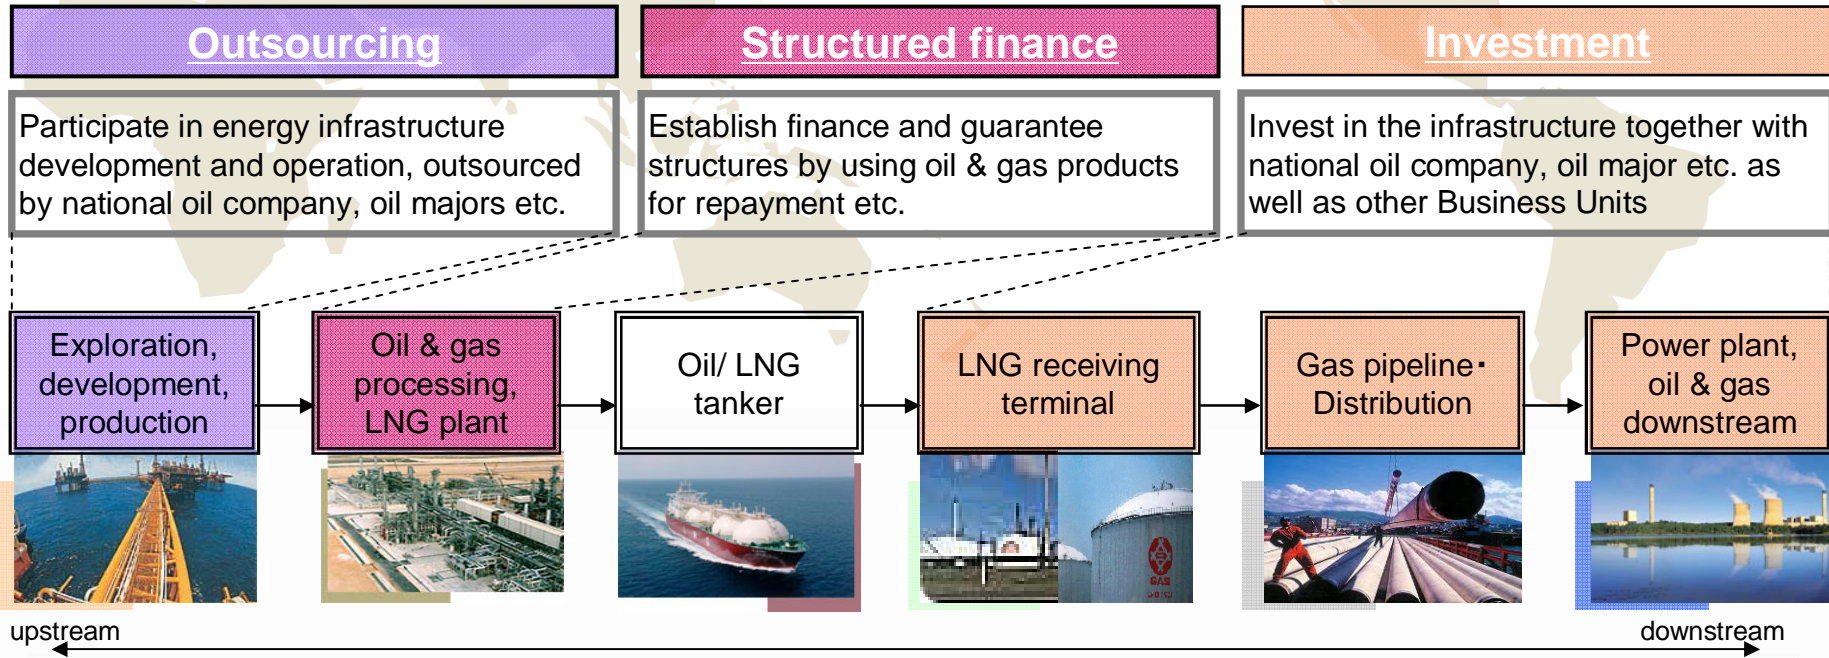 Outsourcing
Structured finance
Investment
Participate in energy infrastructure
development and operation, outsourced
by national oil company, oil majors etc.
Establish finance and guarantee
structures by using oil & gas products
for repayment etc.
Invest in the infrastructure together with
national oil company, oil major etc. as
well as other Business Units
Exploration,
development,
production
Oil & gas
processing,
LNG plant
Oil/ LNG
tanker
LNG receiving
terminal
Gas pipeline・
Distribution
Power plant,
oil & gas
downstream
GAS
upstream
downstream